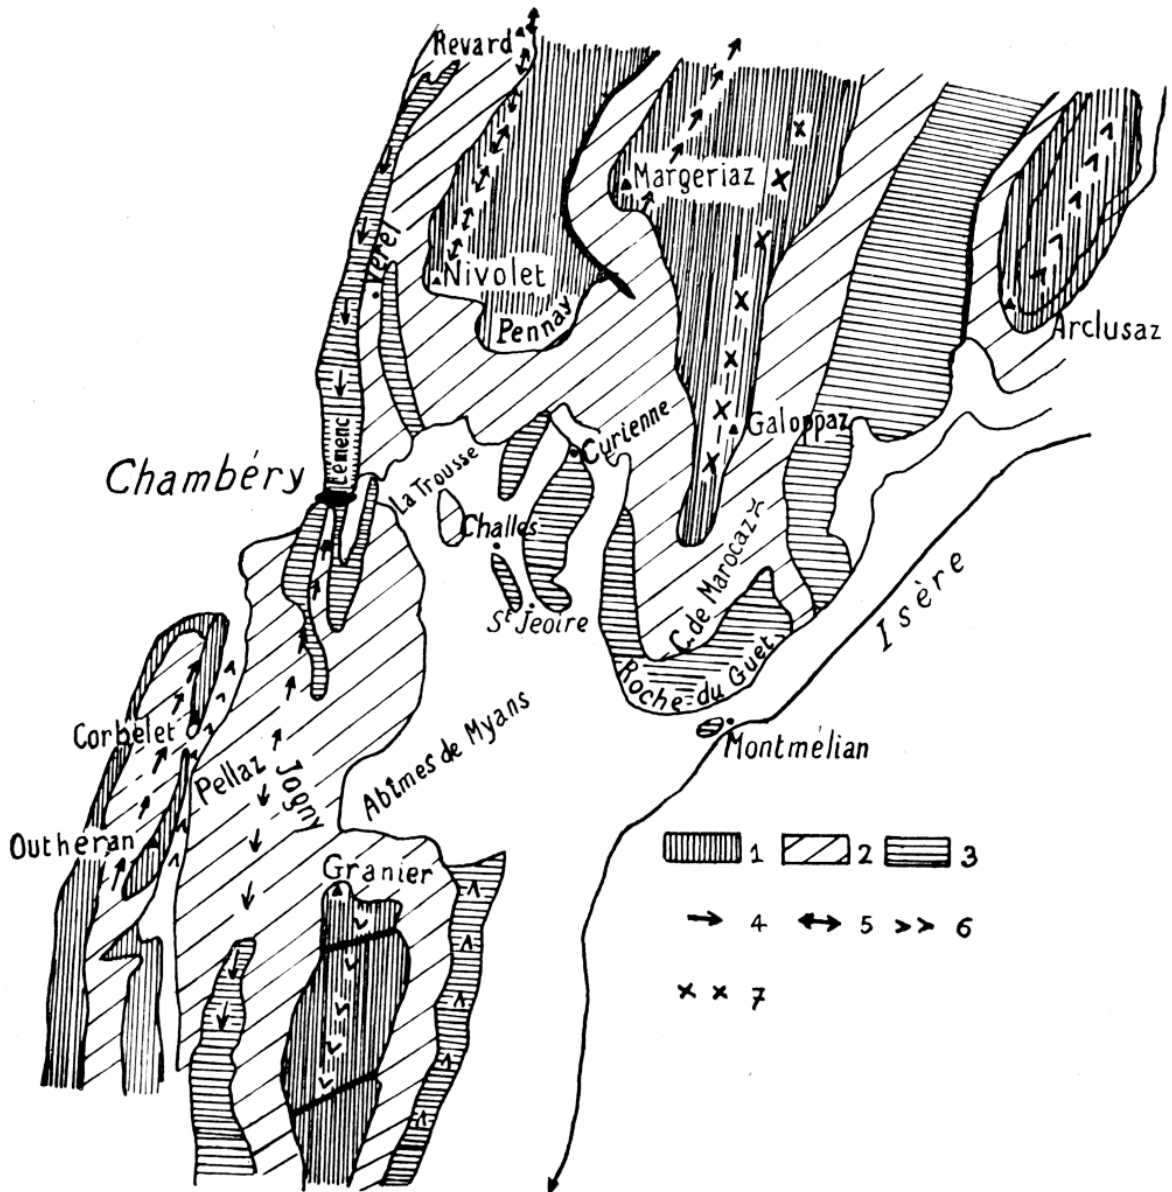 Revard
Margeriaz
Verel
Nivolet
Pennay
Arclusaz
Lémenc
Curienne
Galoppaz
Chambéry
La Trousse
Challes
C. de Marocaz
St Jeoire
Isère
Roche du Guet
Corbelet
Montmélian
Pellaz
Joigny
Abîmes de Myans
Outheran
Granier
1 2 3
4 5 6
7